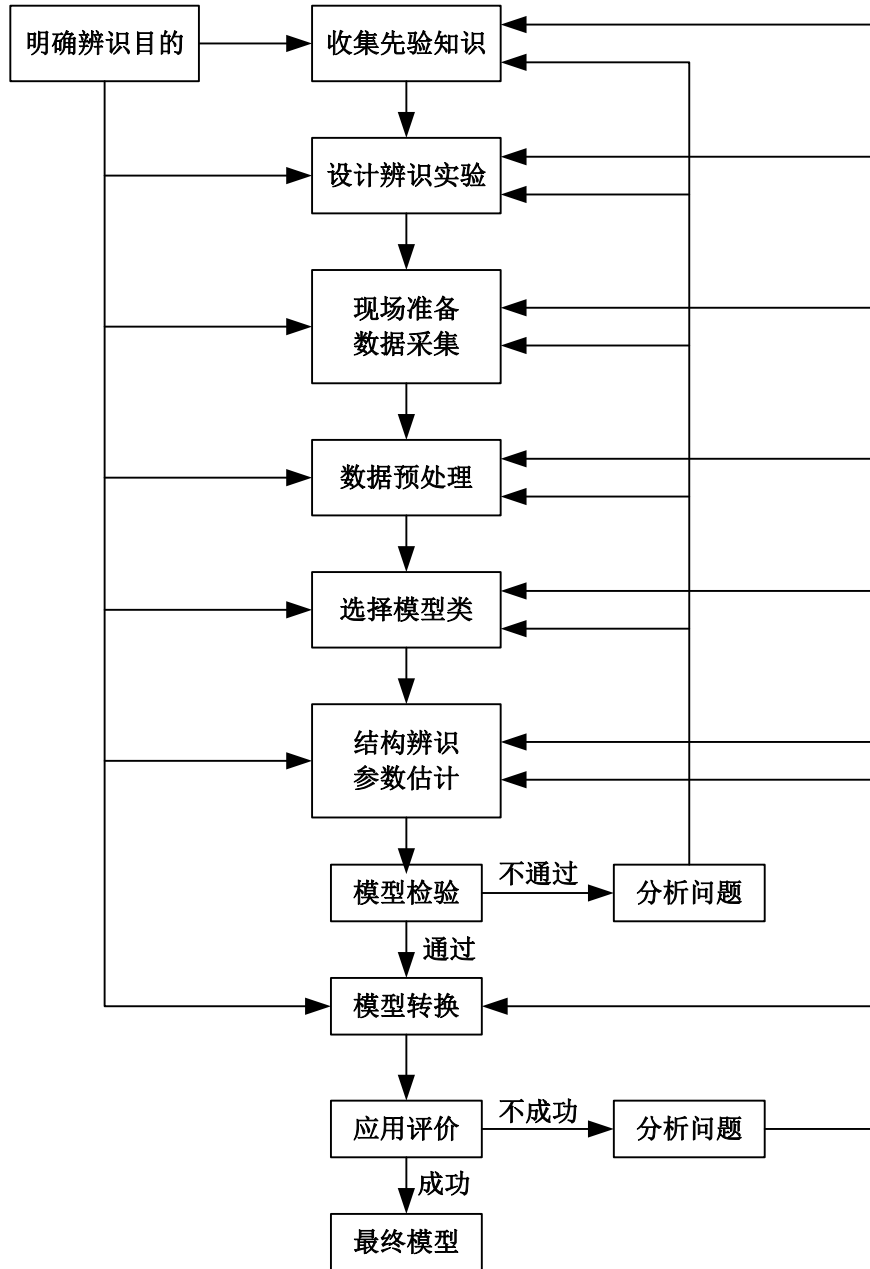 明确辨识目的
收集先验知识
设计辨识实验
现场准备
数据采集
数据预处理
选择模型类
结构辨识
参数估计
模型检验
不通过
分析问题
通过
模型转换
应用评价
不成功
分析问题
成功
最终模型